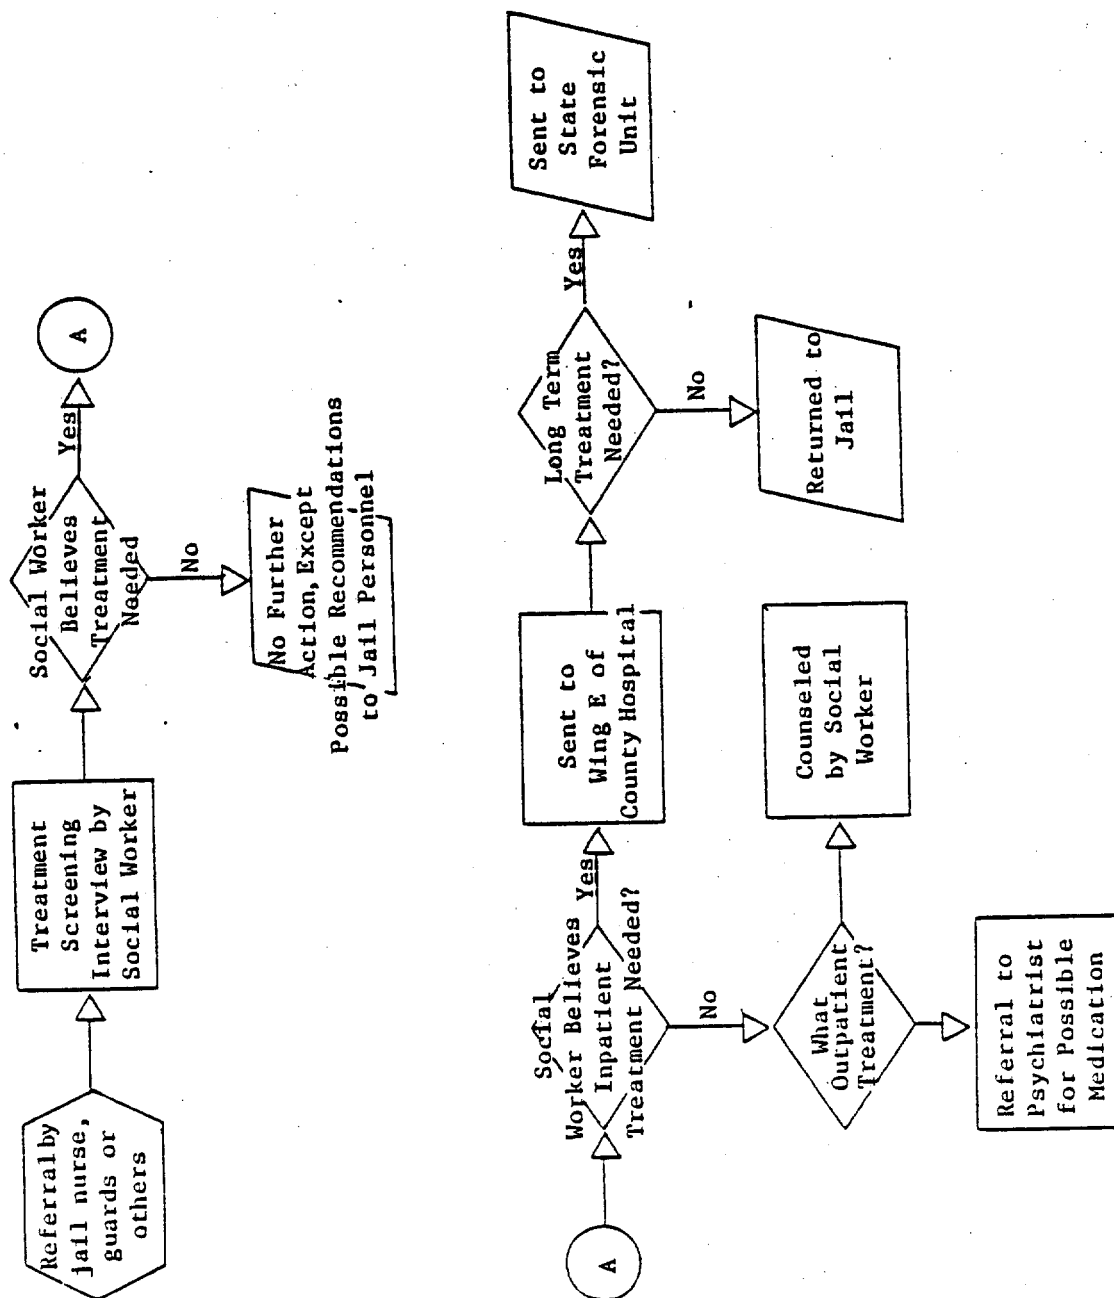 Referralby
jail nurse,
guards or
others
Treatment
Screening
Interview by
Social Worker
Social Worker
Believes
Treatment
Needed
Yes
A
No
No Further
Action, Except
Possible Recommendations
to Jail Personnel
A
Social
Worker Believes
Inpatient
Treatment Needed?
Yes
Sent to
Wing E of
County Hospital
Long Term
Treatment
Needed?
Yes
Sent to
State
Forensic
Unit
No
Returned to
Jail
No
What
Outpatient
Treatment?
Counseled
by Social
Worker
Referral to
Psychiatrist
for Possible
Medication